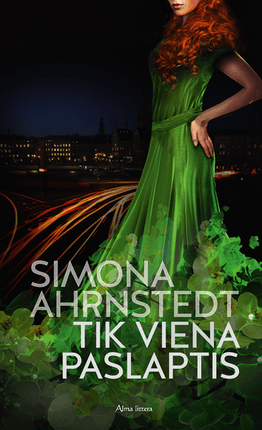 SIMONA
AHRNSTEDT
TIK VIENA
PASLAPTIS
Alma littera